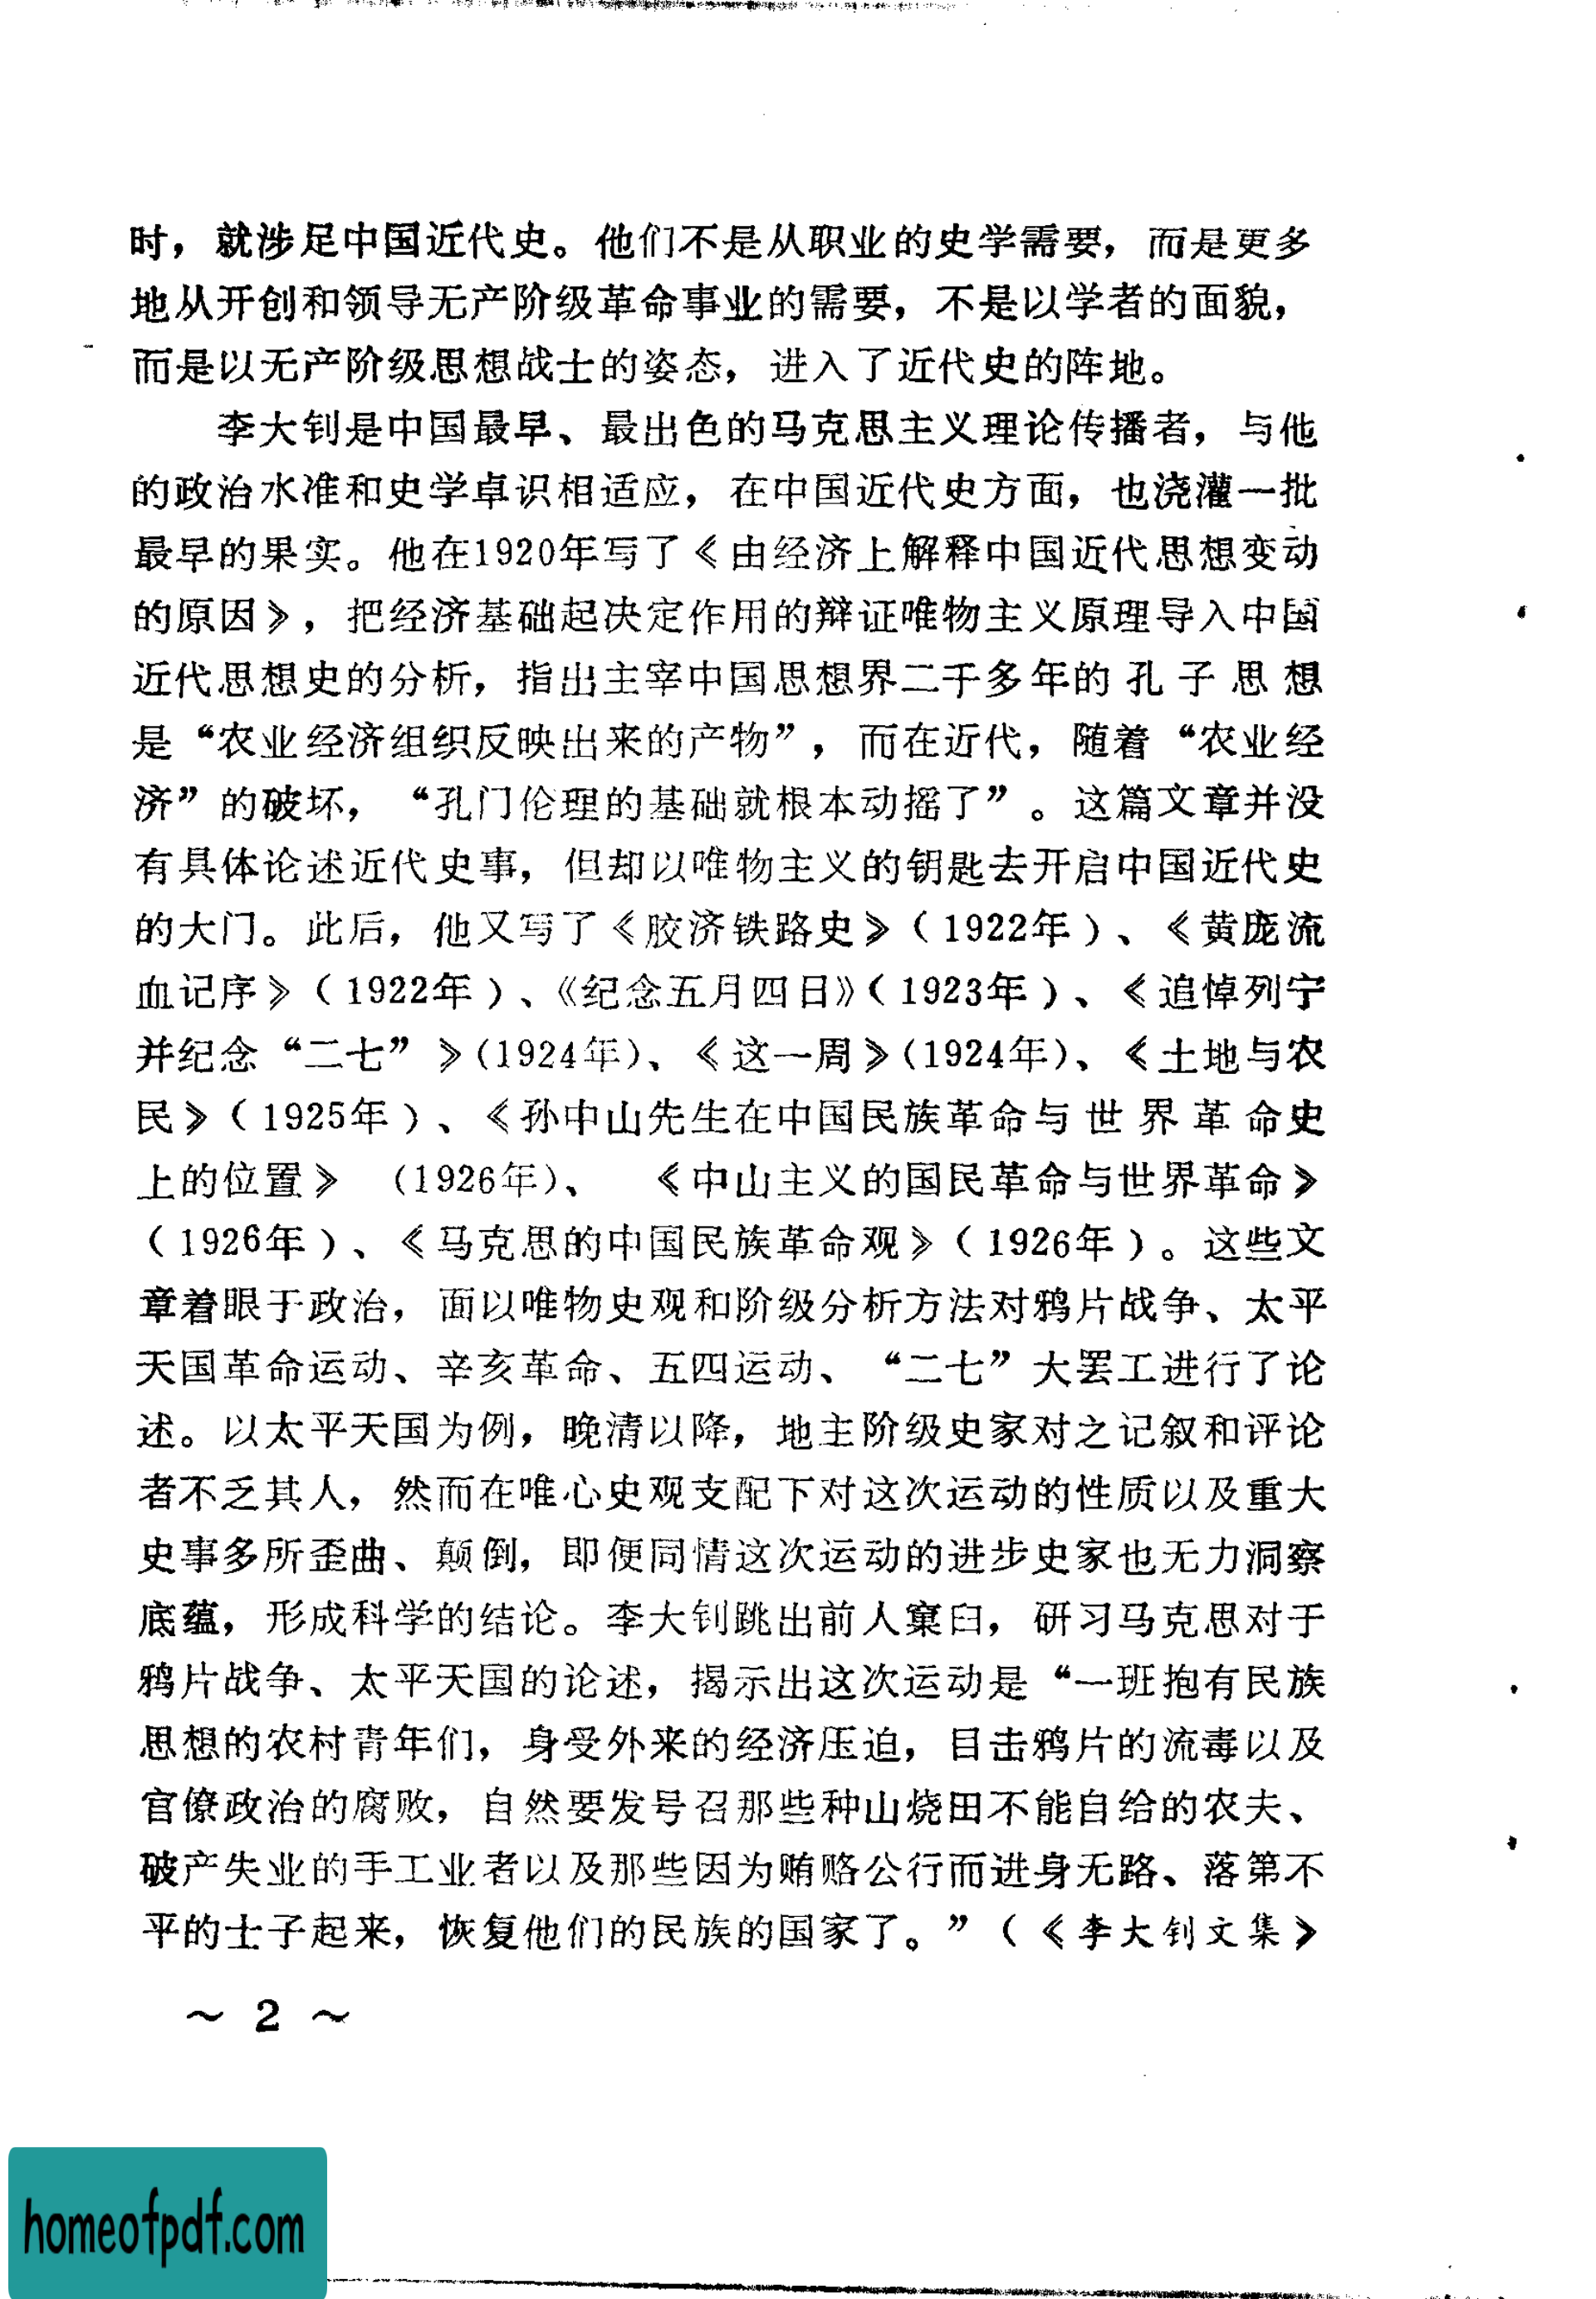 时，就涉足中国近代史。他们不是从职业的史学需要，而是更多
地从开创和领导无产阶级革命事业的需要，不是以学者的面貌，
而是以无产阶级思想战士的姿态，进入了近代史的阵地。
李大钊是中国最早、最出色的马克思主义理论传播者，与他
的政治水准和史学卓识相适应，在中国近代史方面，也浇灌一批
最早的果实。他在1920年写了《由经济上解释中国近代思想变动
的原因》，把经济基础起决定作用的辩证唯物主义原理导入中国
近代思想史的分析，指出主宰中国思想界二千多年的孔子思想
是“农业经济组织反映出来的产物”，而在近代，随着“农业经
济”的破坏，“孔门伦理的基础就根本动摇了”。这篇文章并没
有具体论述近代史事，但却以唯物主义的钥匙去开启中国近代史
的大门。此后，他又写了《胶济铁路史》（1922年）、《黄庞流
血记序》（1922年）、《纪念五月四日》（1923年）、《追悼列宁
并纪念“二七”》（1924年）、《这一周》（1924年）、《土地与农
民》（1925年）、《孙中山先生在中国民族革命与世界革命史
上的位置》（1926年）、《中山主义的国民革命与世界革命》
（1926年）、《马克思的中国民族革命观》（1926年）。这些文
章着眼于政治，面以唯物史观和阶级分析方法对鸦片战争、太平
天国革命运动、辛亥革命、五四运动、“二七”大罢工进行了论
述。以太平天国为例，晚清以降，地主阶级史家对之记叙和评论
者不乏其人，然而在唯心史观支配下对这次运动的性质以及重大
史事多所歪曲、颠倒，即便同情这次运动的进步史家也无力洞察
底蕴，形成科学的结论。李大钊跳出前人窠臼，研习马克思对于
鸦片战争、太平天国的论述，揭示出这次运动是“一班抱有民族
思想的农村青年们，身受外来的经济压迫，目击鸦片的流毒以及
官僚政治的腐败，自然要发号召那些种山烧田不能自给的农夫、
破产失业的手工业者以及那些因为贿赂公行而进身无路、落第不
平的士子起来，恢复他们的民族的国家了。”（《李大钊文集》
～ 2 ～
homeofpdf.com